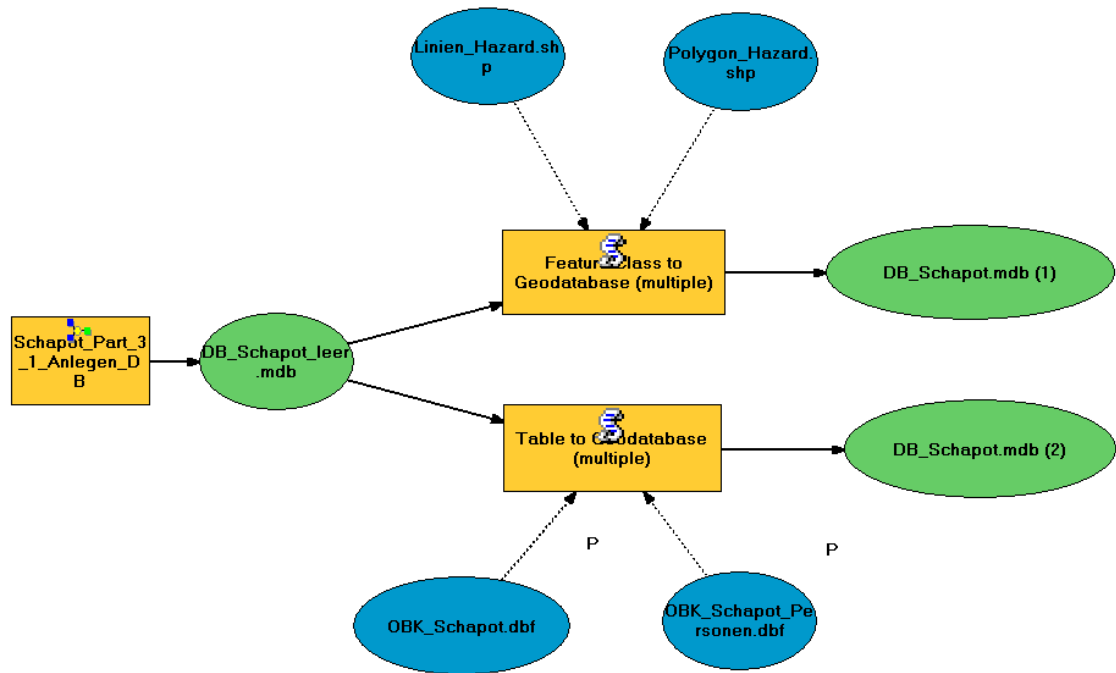 Linien_Hazard.sh
p
Polygon_Hazard.
shp
Feature Class to
Geodatabase (multiple)
DB_Schapot.mdb (1)
Schapot_Part_3
_1_Anlegen_D
B
DB_Schapot_leer
.mdb
Table to Geodatabase
(multiple)
DB_Schapot.mdb (2)
P
P
OBK_Schapot.dbf
OBK_Schapot_Pe
rsonen.dbf